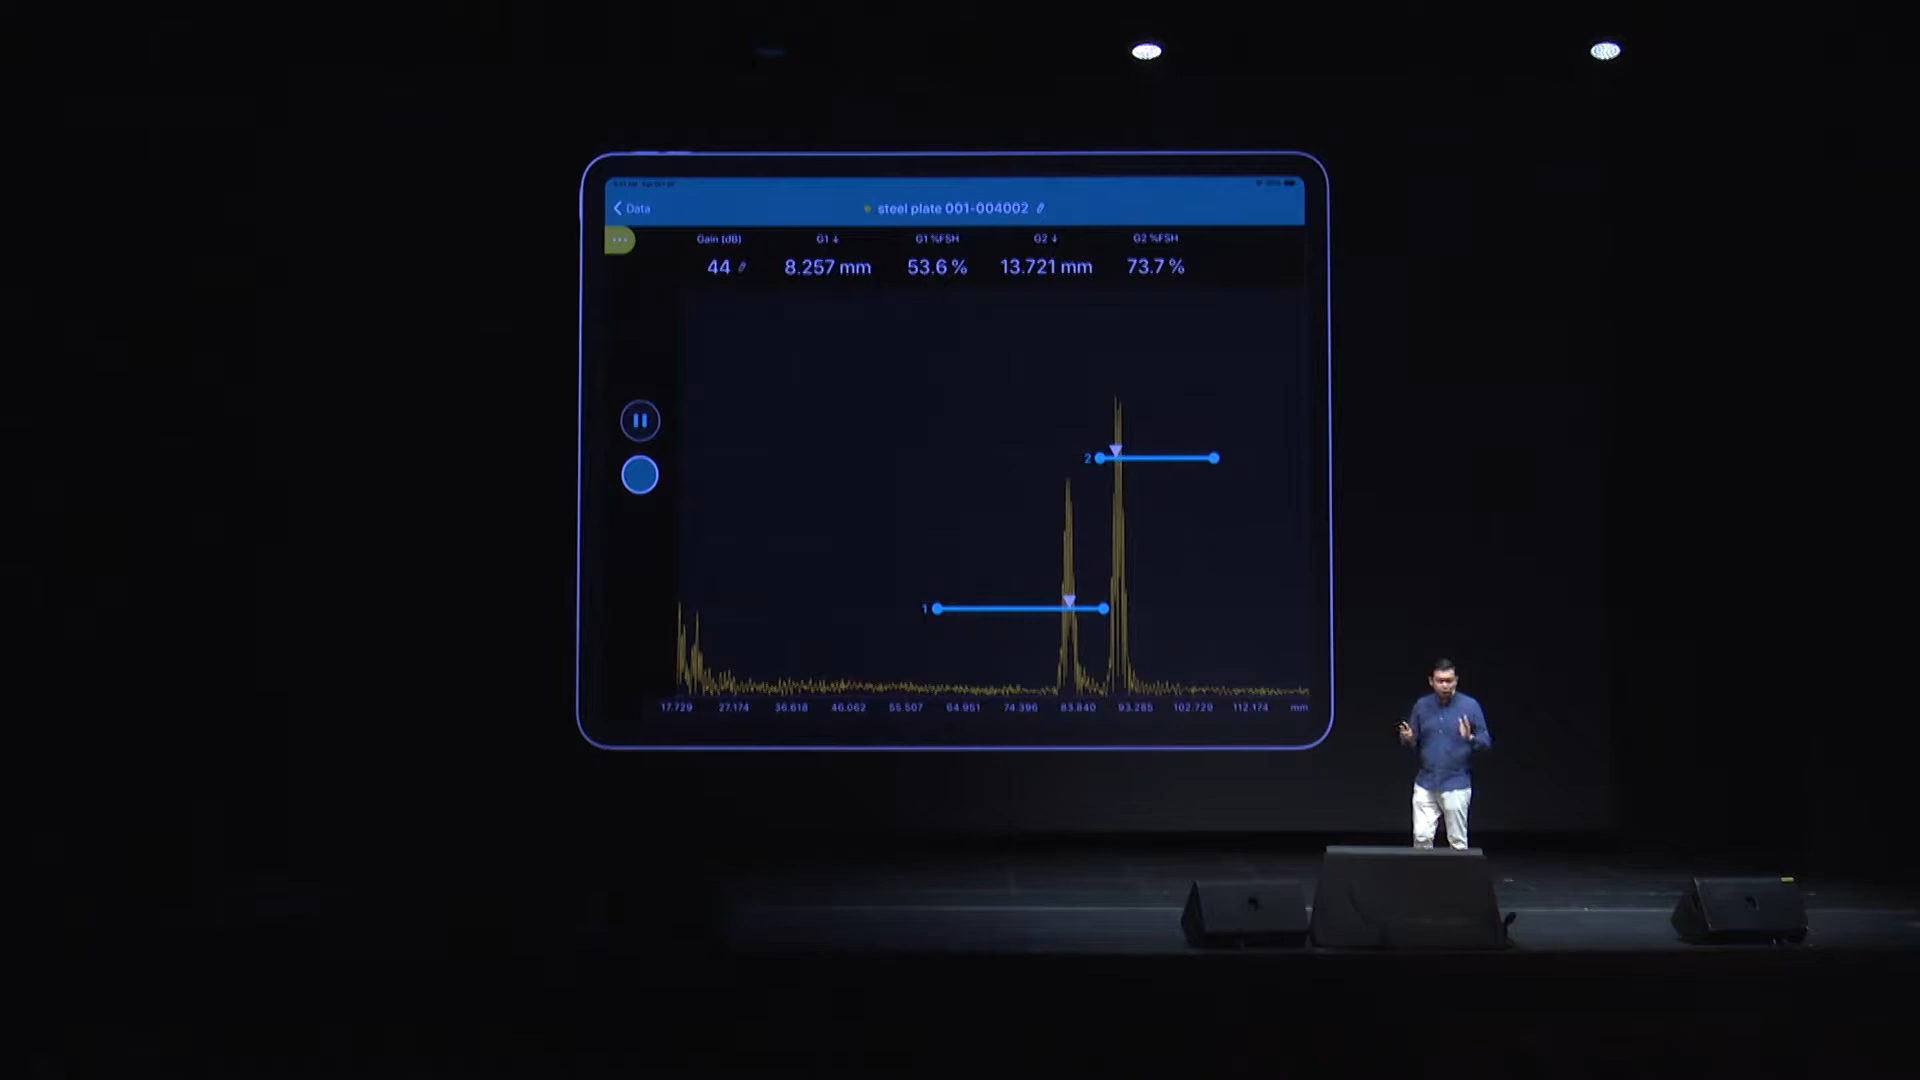 Data
steel plate 001-004002
Gain (dB) G1 ↓ G1 %FSH G2 ↓ G2 %FSH
44 8.257 mm 53.6 % 13.721 mm 73.7 %
2
1
17.729 27.174 36.618 46.062 55.507 64.951 74.396 83.840 93.285 102.729 112.174 mm